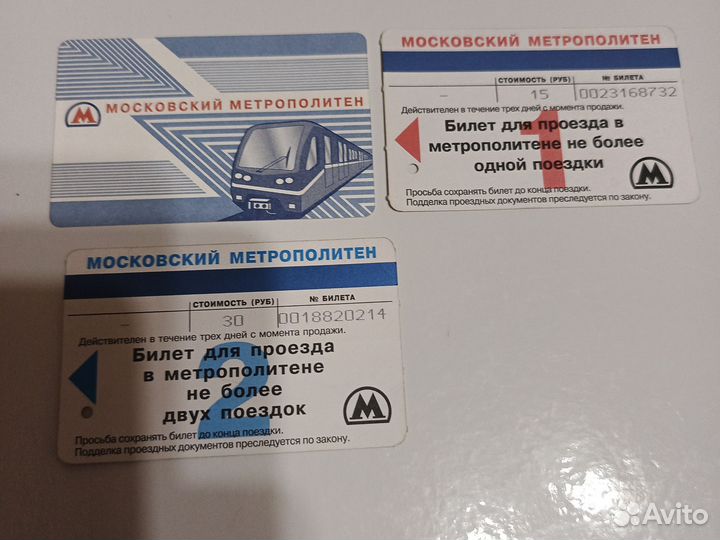 М МОСКОВСКИЙ МЕТРОПОЛИТЕН
МОСКОВСКИЙ МЕТРОПОЛИТЕН
СТОИМОСТЬ (РУБ) № БИЛЕТА
– 15 0023168732
Действителен в течение трех дней с момента продажи.
1
Билет для проезда в
метрополитене не более
одной поездки
М
Просьба сохранять билет до конца поездки.
Подделка проездных документов преследуется по закону.
МОСКОВСКИЙ МЕТРОПОЛИТЕН
СТОИМОСТЬ (РУБ) № БИЛЕТА
– 30 0018820214
Действителен в течение трех дней с момента продажи.
2
Билет для проезда
в метрополитене
не более
двух поездок
М
Просьба сохранять билет до конца поездки.
Подделка проездных документов преследуется по закону.
Avito